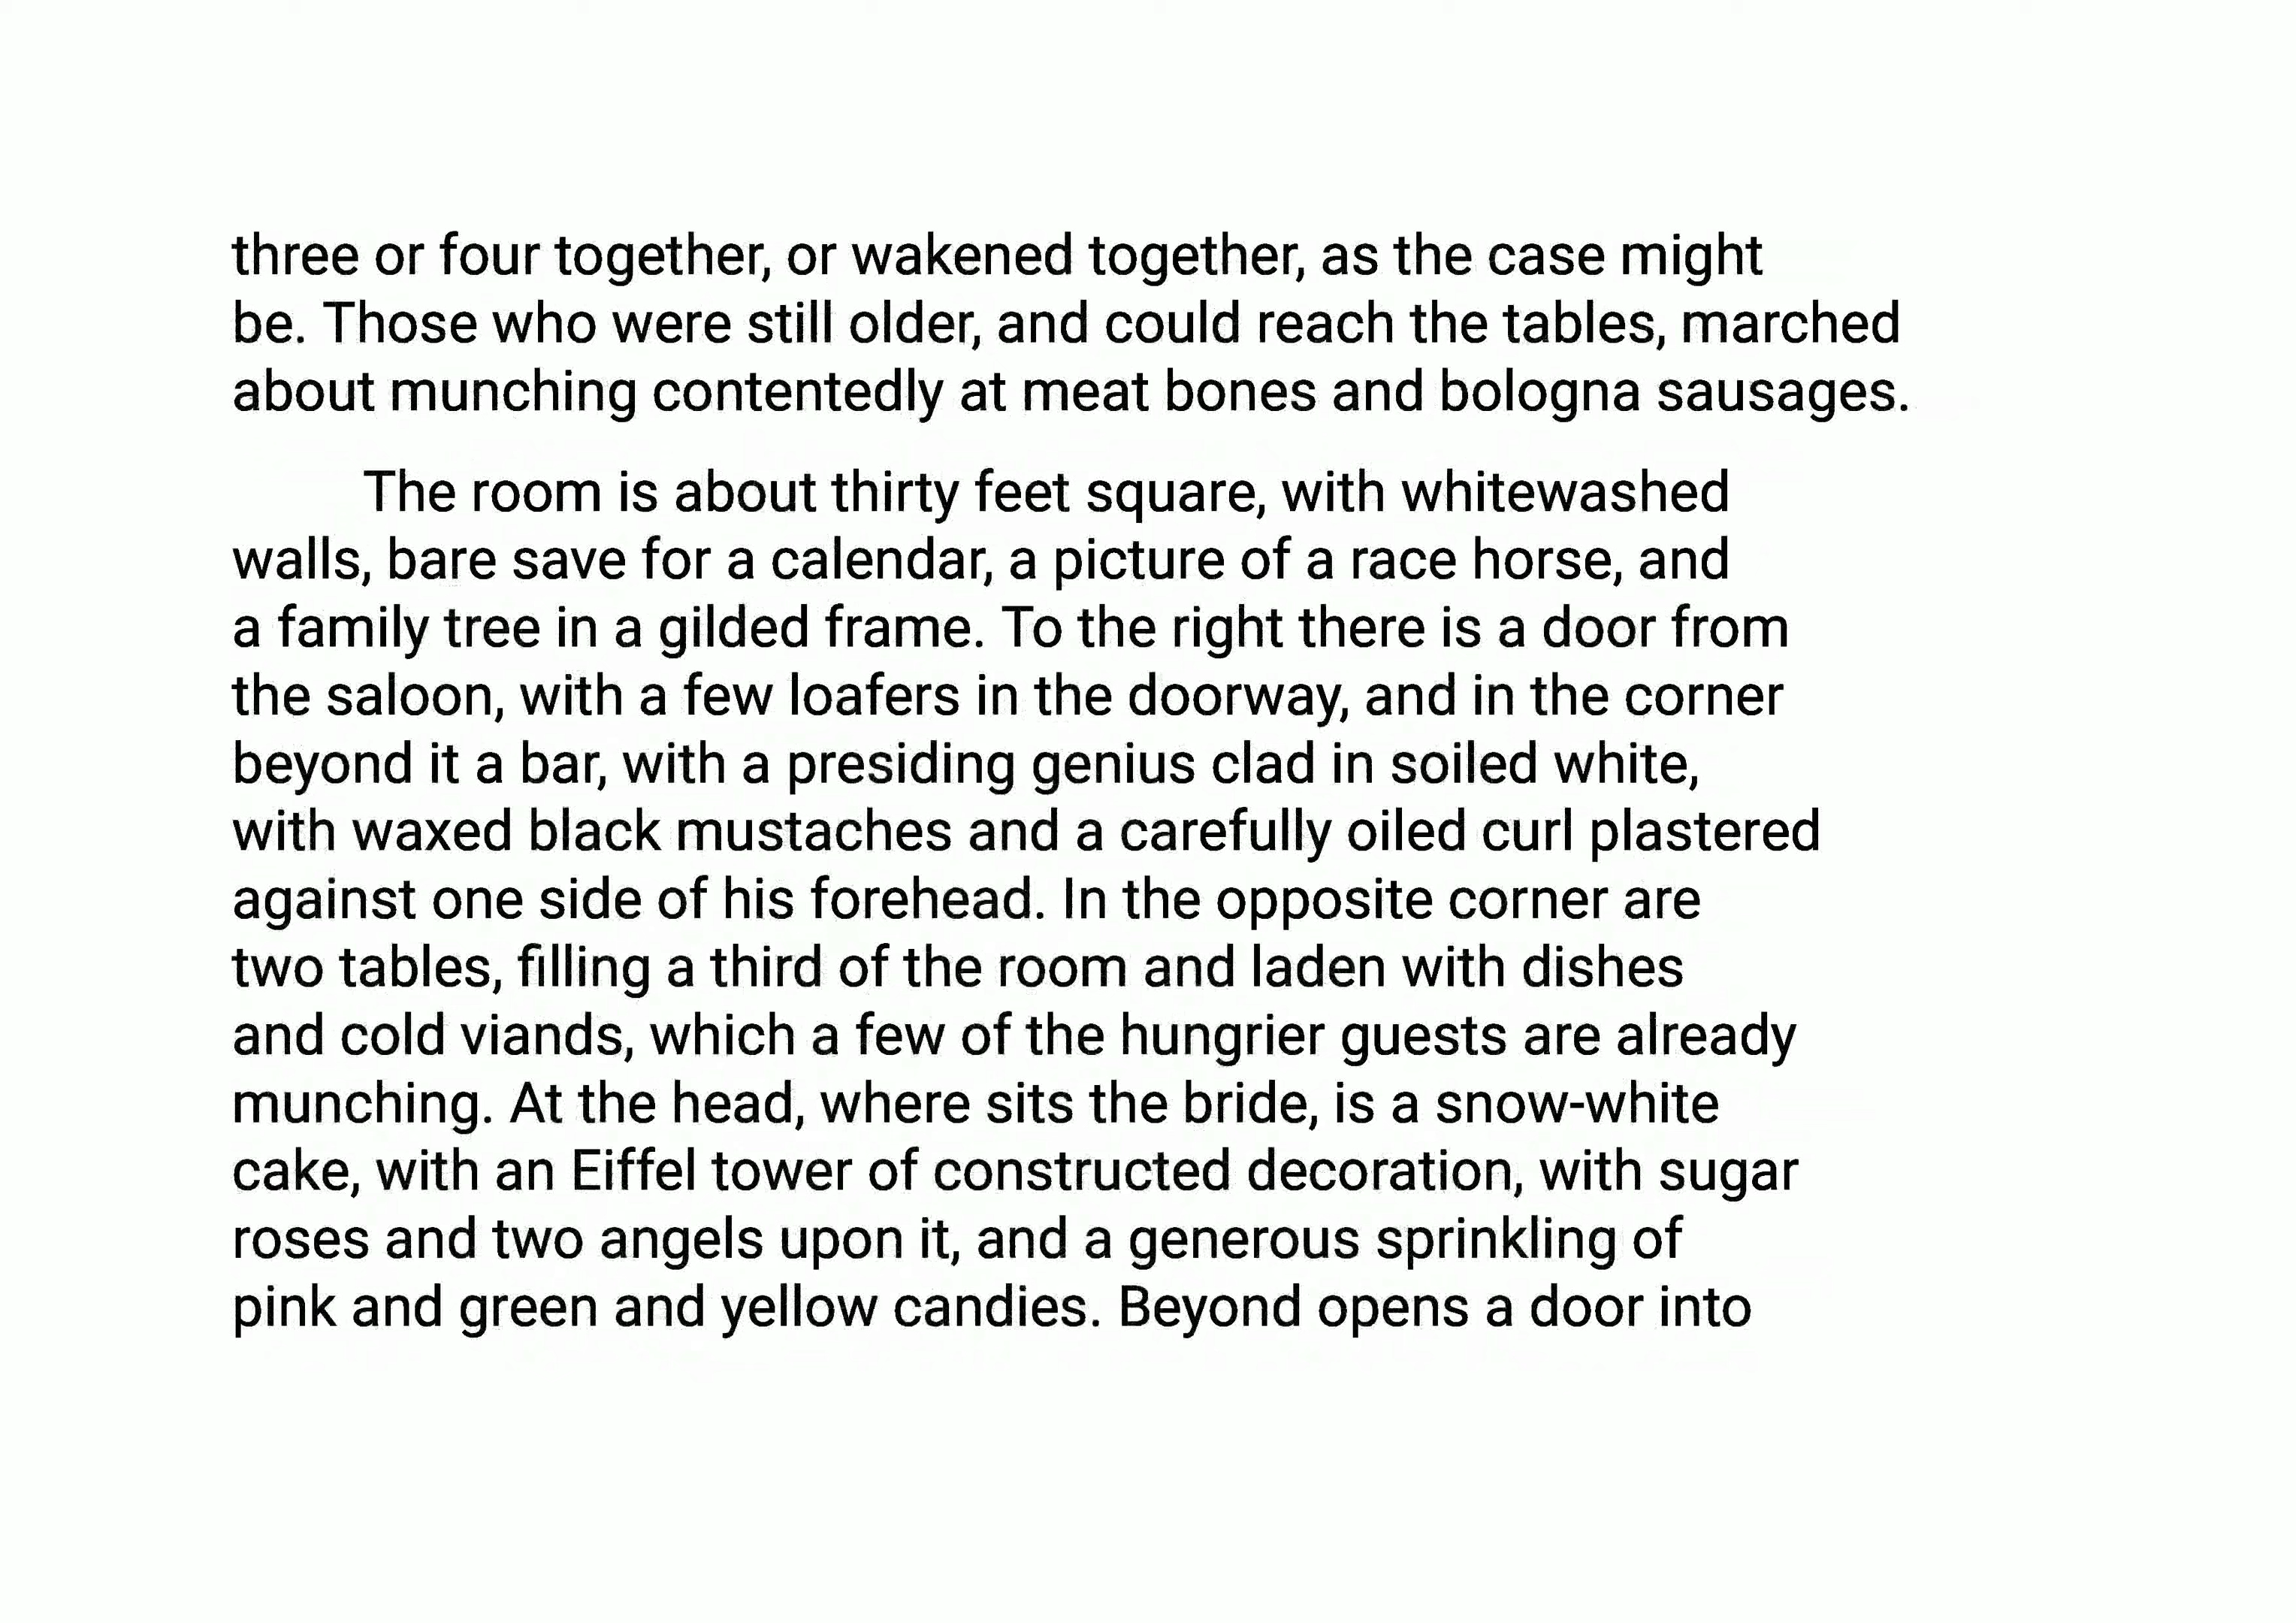 three or four together, or wakened together, as the case might
be. Those who were still older, and could reach the tables, marched
about munching contentedly at meat bones and bologna sausages.
The room is about thirty feet square, with whitewashed
walls, bare save for a calendar, a picture of a race horse, and
a family tree in a gilded frame. To the right there is a door from
the saloon, with a few loafers in the doorway, and in the corner
beyond it a bar, with a presiding genius clad in soiled white,
with waxed black mustaches and a carefully oiled curl plastered
against one side of his forehead. In the opposite corner are
two tables, filling a third of the room and laden with dishes
and cold viands, which a few of the hungrier guests are already
munching. At the head, where sits the bride, is a snow-white
cake, with an Eiffel tower of constructed decoration, with sugar
roses and two angels upon it, and a generous sprinkling of
pink and green and yellow candies. Beyond opens a door into